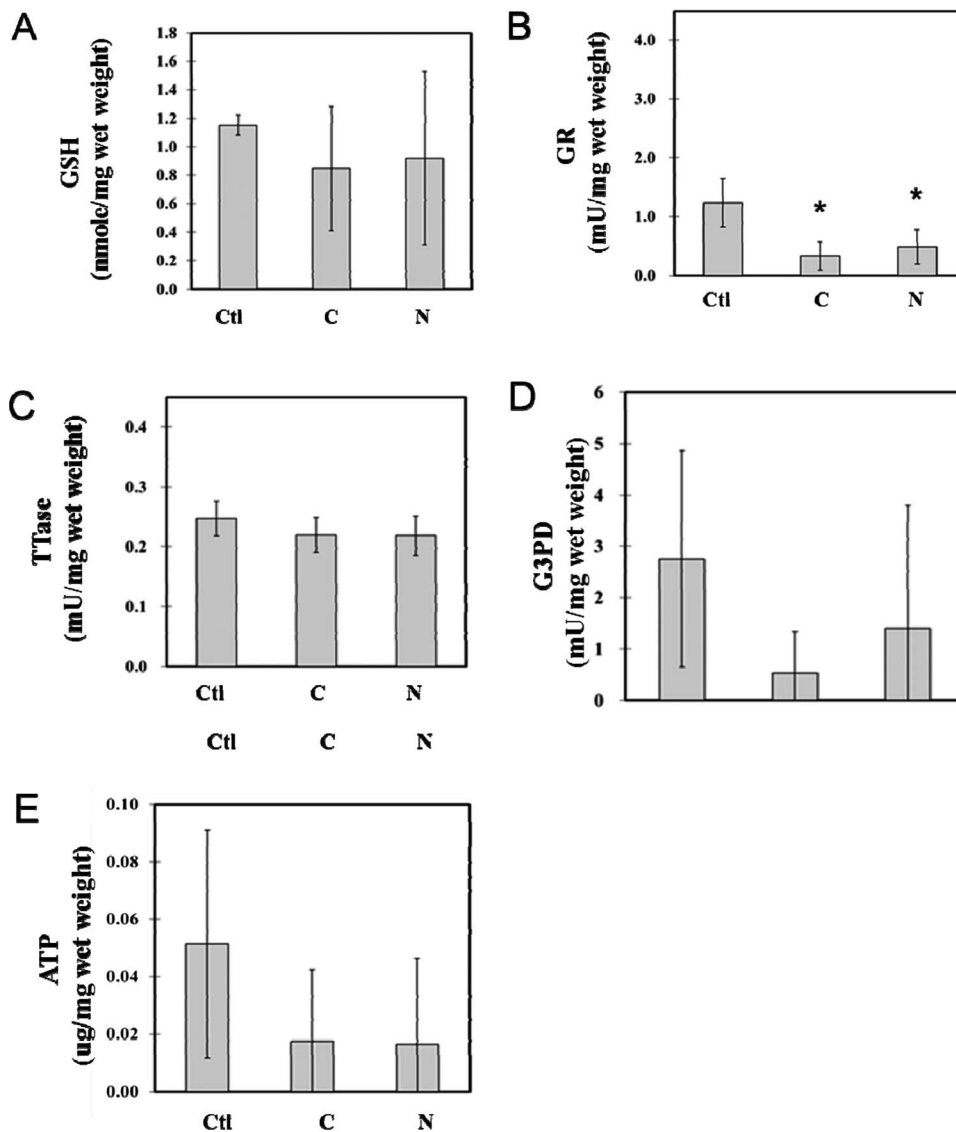 A
GSH
(nmole/mg wet weight)
1.8
1.6
1.4
1.2
1.0
0.8
0.6
0.4
0.2
0.0
Ctl C N
B
GR
(mU/mg wet weight)
4.0
3.0
2.0
1.0
0.0
* *
Ctl C N
C
TTase
(mU/mg wet weight)
0.4
0.3
0.2
0.1
0.0
Ctl C N
Ctl C N
D
G3PD
(mU/mg wet weight)
6
5
4
3
2
1
0
E
ATP
(ug/mg wet weight)
0.10
0.08
0.06
0.04
0.02
0.00
Ctl C N